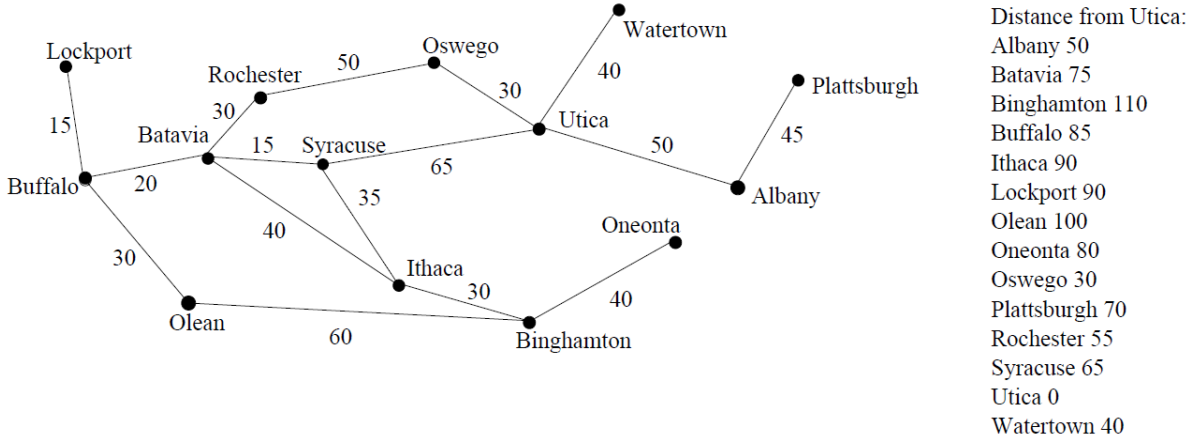 Lockport
Rochester
50
Oswego
Watertown
40
30
15
30
Batavia
15
Syracuse
65
Utica
50
45
Plattsburgh
Buffalo
20
35
40
Albany
Oneonta
30
Olean
Ithaca
30
40
60
Binghamton
Distance from Utica:
Albany 50
Batavia 75
Binghamton 110
Buffalo 85
Ithaca 90
Lockport 90
Olean 100
Oneonta 80
Oswego 30
Plattsburgh 70
Rochester 55
Syracuse 65
Utica 0
Watertown 40